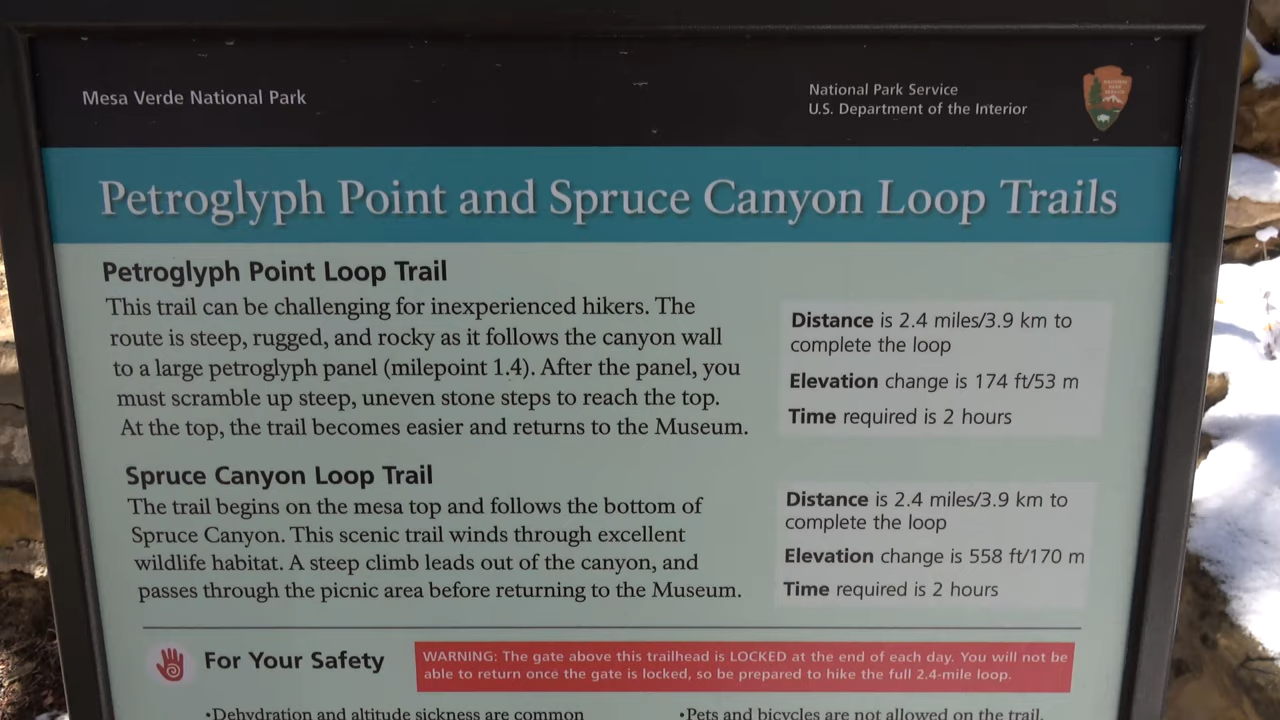 Mesa Verde National Park
National Park Service
U.S. Department of the Interior
NATIONAL
PARK
SERVICE
Petroglyph Point and Spruce Canyon Loop Trails
Petroglyph Point Loop Trail
This trail can be challenging for inexperienced hikers. The
route is steep, rugged, and rocky as it follows the canyon wall
to a large petroglyph panel (milepoint 1.4). After the panel, you
must scramble up steep, uneven stone steps to reach the top.
At the top, the trail becomes easier and returns to the Museum.
Distance is 2.4 miles/3.9 km to
complete the loop
Elevation change is 174 ft/53 m
Time required is 2 hours
Spruce Canyon Loop Trail
The trail begins on the mesa top and follows the bottom of
Spruce Canyon. This scenic trail winds through excellent
wildlife habitat. A steep climb leads out of the canyon, and
passes through the picnic area before returning to the Museum.
Distance is 2.4 miles/3.9 km to
complete the loop
Elevation change is 558 ft/170 m
Time required is 2 hours
For Your Safety
WARNING: The gate above this trailhead is LOCKED at the end of each day. You will not be
able to return once the gate is locked, so be prepared to hike the full 2.4-mile loop.
•Dehydration and altitude sickness are common
•Pets and bicycles are not allowed on the trail.